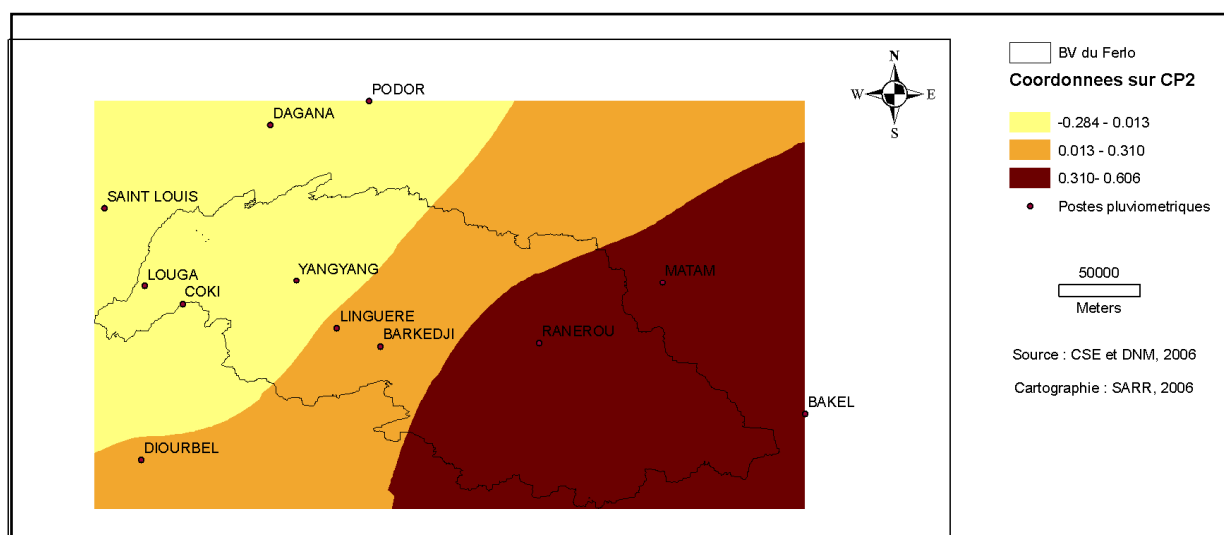 PODOR
DAGANA
SAINT LOUIS
LOUGA
COKI
YANGYANG
LINGUERE
BARKEDJI
MATAM
RANEROU
BAKEL
DIOURBEL
N
W
E
S
BV du Ferlo
Coordonnees sur CP2
-0.284 - 0.013
0.013 - 0.310
0.310- 0.606
Postes pluviometriques
50000
Meters
Source : CSE et DNM, 2006
Cartographie : SARR, 2006